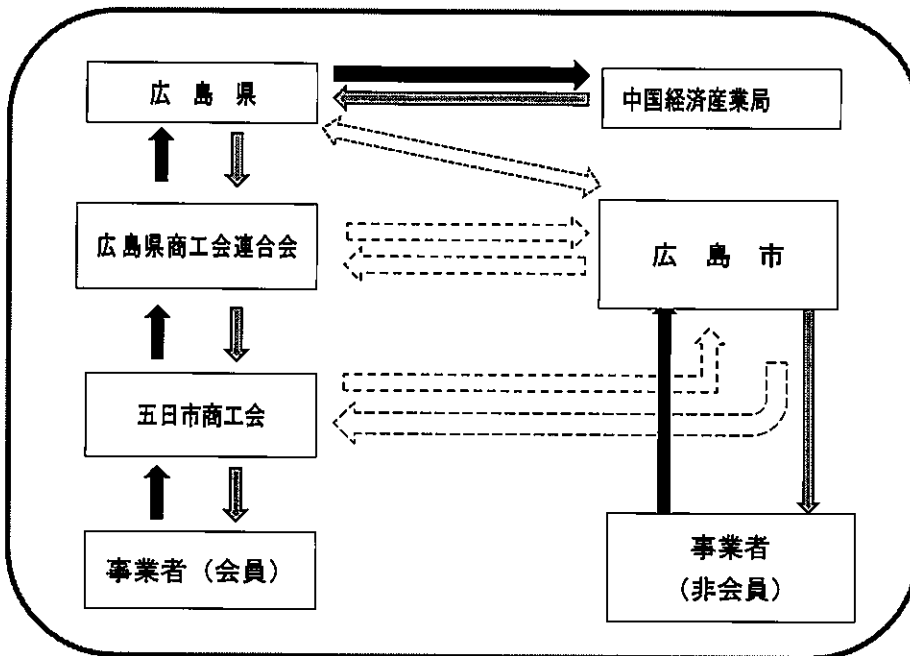 広島県
中国経済産業局
広島県商工会連合会
広島市
五日市商工会
事業者（会員）
事業者
（非会員）